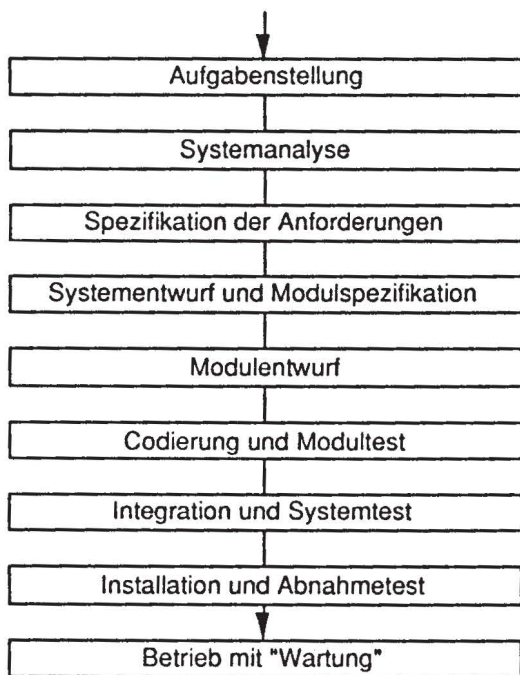 Aufgabenstellung
Systemanalyse
Spezifikation der Anforderungen
Systementwurf und Modulspezifikation
Modulentwurf
Codierung und Modultest
Integration und Systemtest
Installation und Abnahmetest
Betrieb mit "Wartung"